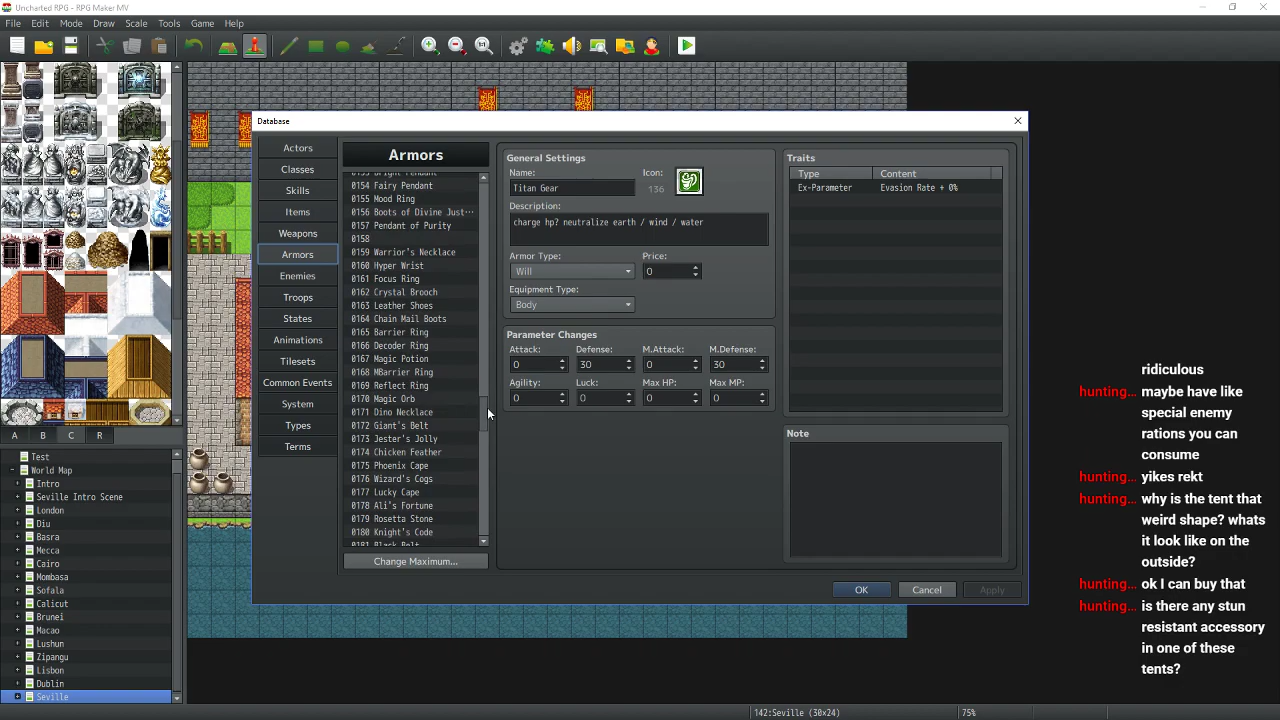 Uncharted RPG - RPG Maker MV
File Edit Mode Draw Scale Tools Game Help
Database
Actors
Classes
Skills
Items
Weapons
Armors
Enemies
Troops
States
Animations
Tilesets
Common Events
System
Types
Terms
Armors
0154 Fairy Pendant
0155 Mood Ring
0156 Boots of Divine Just···
0157 Pendant of Purity
0158
0159 Warrior's Necklace
0160 Hyper Wrist
0161 Focus Ring
0162 Crystal Brooch
0163 Leather Shoes
0164 Chain Mail Boots
0165 Barrier Ring
0166 Decoder Ring
0167 Magic Potion
0168 MBarrier Ring
0169 Reflect Ring
0170 Magic Orb
0171 Dino Necklace
0172 Giant's Belt
0173 Jester's Jolly
0174 Chicken Feather
0175 Phoenix Cape
0176 Wizard's Cogs
0177 Lucky Cape
0178 Ali's Fortune
0179 Rosetta Stone
0180 Knight's Code
0181 Black Belt
Change Maximum...
General Settings
Name: Icon:
Titan Gear 136
Description:
charge hp? neutralize earth / wind / water
Armor Type: Price:
Will 0
Equipment Type:
Body
Parameter Changes
Attack: Defense: M.Attack: M.Defense:
0 30 0 30
Agility: Luck: Max HP: Max MP:
0 0 0 0
Traits
Type Content
Ex-Parameter Evasion Rate + 0%
Note
OK Cancel Apply
A B C R
Test
World Map
Intro
Seville Intro Scene
London
Diu
Basra
Mecca
Cairo
Mombasa
Sofala
Calicut
Brunei
Macao
Lushun
Zipangu
Lisbon
Dublin
Seville
ridiculous
hunting... maybe have like
special enemy
rations you can
consume
hunting... yikes rekt
hunting... why is the tent that
weird shape? whats
it look like on the
outside?
hunting... ok I can buy that
hunting... is there any stun
resistant accessory
in one of these
tents?
142:Seville (30x24) 75%